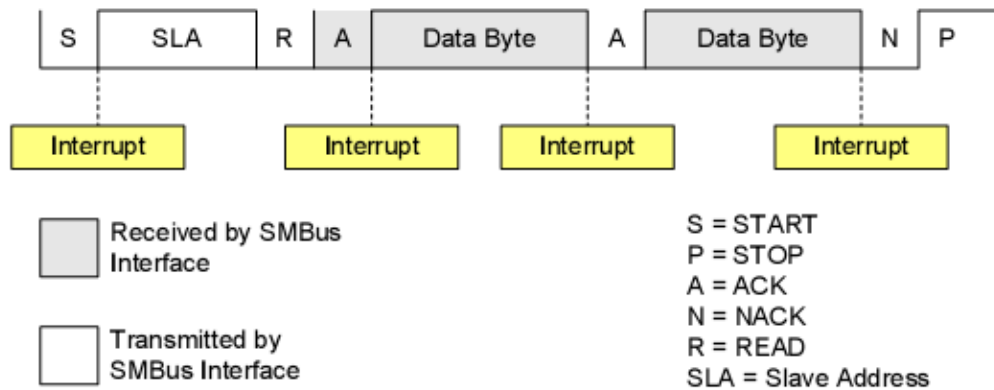 S SLA R A Data Byte A Data Byte N P
Interrupt Interrupt Interrupt Interrupt
Received by SMBus
Interface
Transmitted by
SMBus Interface
S = START
P = STOP
A = ACK
N = NACK
R = READ
SLA = Slave Address